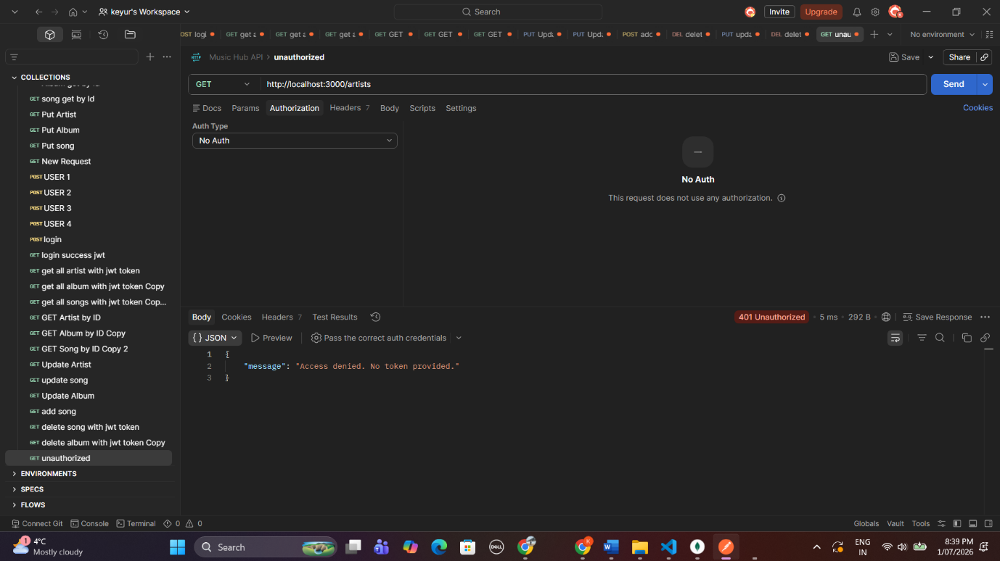 keyur's Workspace
Search
Invite
Upgrade
OST logi
GET get a
GET get a
GET get a
GET GET
GET GET
GET GET
PUT Upda
PUT Upda
POST add
DEL delet
PUT upda
DEL delet
GET unau
No environment
Music Hub API > unauthorized
Save
Share
COLLECTIONS
GET song get by Id
GET Put Artist
GET Put Album
GET Put song
GET New Request
POST USER 1
POST USER 2
POST USER 3
POST USER 4
POST login
GET login success jwt
GET get all artist with jwt token
GET get all album with jwt token Copy
GET get all songs with jwt token Cop...
GET GET Artist by ID
GET GET Album by ID Copy
GET GET Song by ID Copy 2
GET Update Artist
GET update song
GET Update Album
GET add song
GET delete song with jwt token
GET delete album with jwt token Copy
GET unauthorized
ENVIRONMENTS
SPECS
FLOWS
GET http://localhost:3000/artists
Send
Docs Params Authorization Headers 7 Body Scripts Settings
Cookies
Auth Type
No Auth
No Auth
This request does not use any authorization.
Body Cookies Headers 7 Test Results
401 Unauthorized • 5 ms • 292 B
e.g. Save Response
{ } JSON
Preview
Pass the correct auth credentials
1 {
2 "message": "Access denied. No token provided."
3 }
Connect Git Console Terminal 0 0
Globals Vault Tools
1
4°C
Mostly cloudy
Search
DELL
K
ENG
IN
8:39 PM
1/07/2026